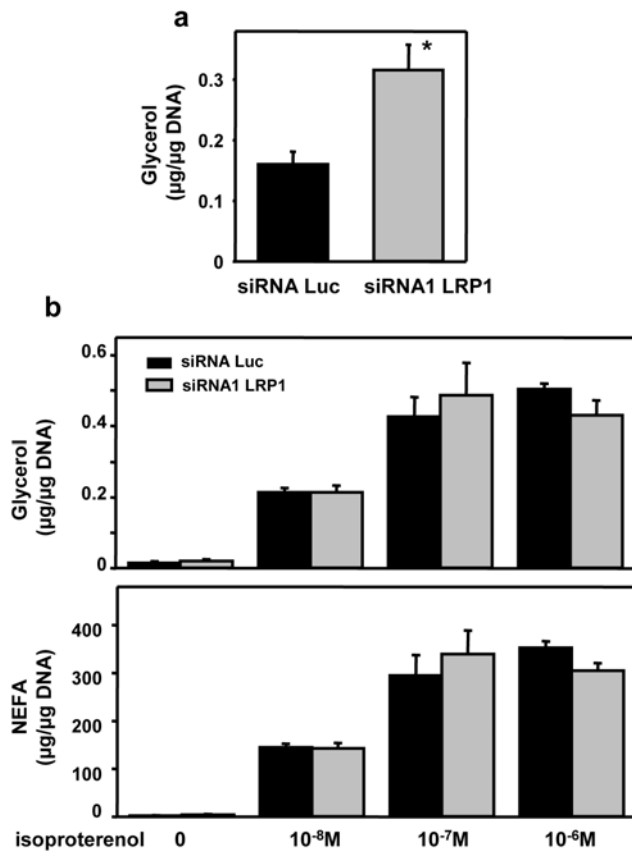 a
0.3
0.2
0.1
0
Glycerol
(µg/µg DNA)
*
siRNA Luc siRNA1 LRP1
b
0.6
0.4
0.2
0
Glycerol
(µg/µg DNA)
siRNA Luc
siRNA1 LRP1
400
300
200
100
0
NEFA
(µg/µg DNA)
isoproterenol 0 10⁻⁸M 10⁻⁷M 10⁻⁶M